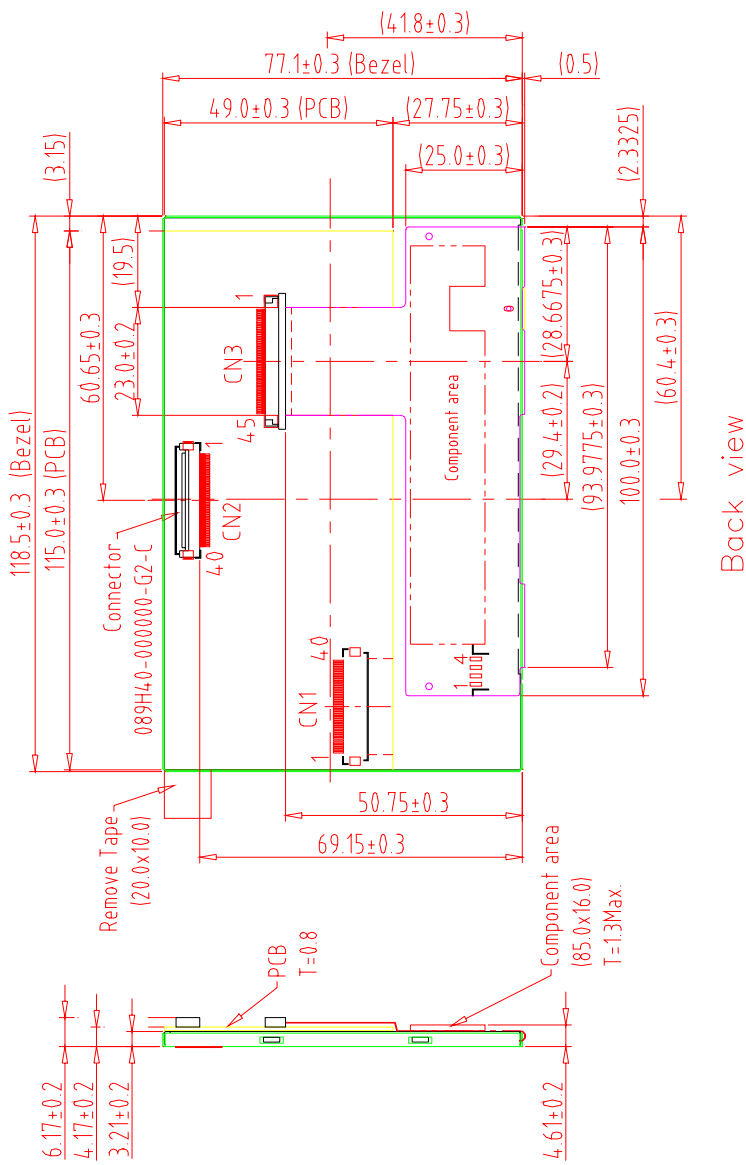 (41.8±0.3)
77.1±0.3 (Bezel)
(0.5)
49.0±0.3 (PCB)
(27.75±0.3)
(25.0±0.3)
(3.15)
(2.3325)
118.5±0.3 (Bezel)
115.0±0.3 (PCB)
60.65±0.3
(19.5)
23.0±0.2
1
CN3
45
1
CN2
40
Connector
089H40-000000-G2-C
40
CN1
1
Component area
1
4
(28.6675±0.3)
(29.4±0.2)
(93.9775±0.3)
100.0±0.3
(60.4±0.3)
Back view
50.75±0.3
69.15±0.3
Remove Tape
(20.0x10.0)
PCB
T=0.8
Component area
(85.0x16.0)
T=1.3Max.
6.17±0.2
4.17±0.2
3.21±0.2
4.61±0.2